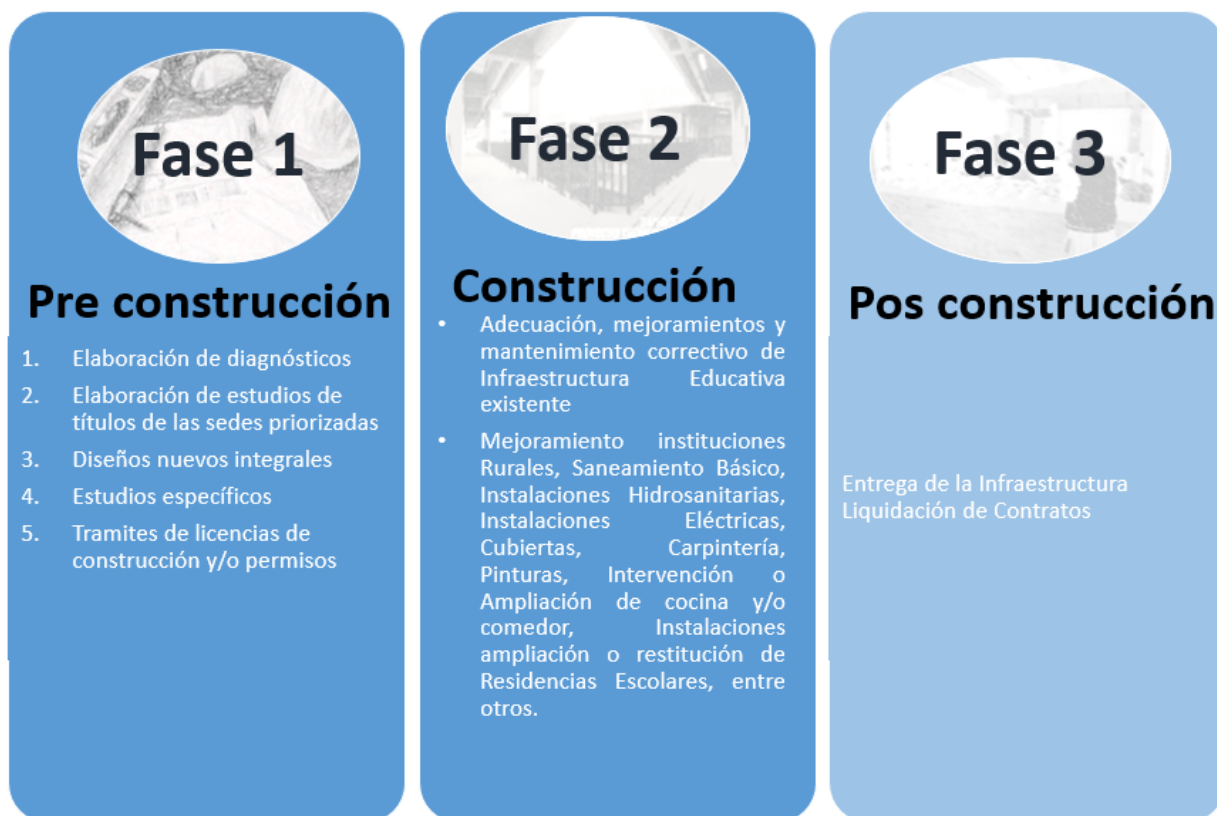 Fase 1
Pre construcción
1. Elaboración de diagnósticos
2. Elaboración de estudios de
títulos de las sedes priorizadas
3. Diseños nuevos integrales
4. Estudios específicos
5. Tramites de licencias de
construcción y/o permisos
Fase 2
Construcción
• Adecuación, mejoramientos y
mantenimiento correctivo de
Infraestructura Educativa
existente
• Mejoramiento instituciones
Rurales, Saneamiento Básico,
Instalaciones Hidrosanitarias,
Instalaciones Eléctricas,
Cubiertas, Carpintería,
Pinturas, Intervención o
Ampliación de cocina y/o
comedor, Instalaciones
ampliación o restitución de
Residencias Escolares, entre
otros.
Fase 3
Pos construcción
Entrega de la Infraestructura
Liquidación de Contratos